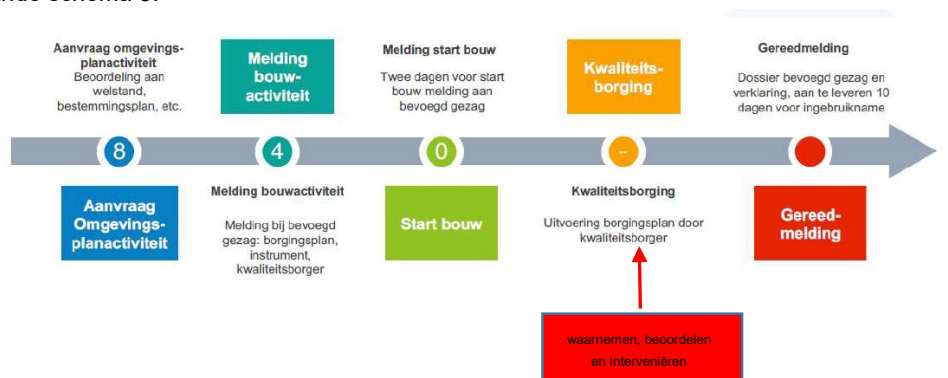 Aanvraag omgevings-
planactiviteit
Beoordeling aan
welstand,
bestemmingsplan, etc.
Melding
bouw-
activiteit
Melding start bouw
Twee dagen voor start
bouw melding aan
bevoegd gezag
Kwaliteits-
borging
Gereedmelding
Dossier bevoegd gezag en
verklaring, aan te leveren 10
dagen voor ingebruikname
8
4
0
-
Aanvraag
Omgevings-
planactiviteit
Melding bouwactiviteit
Melding bij bevoegd
gezag: borgingsplan,
instrument,
kwaliteitsborger
Start bouw
Kwaliteitsborging
Uitvoering borgingsplan door
kwaliteitsborger
Gereed-
melding
waarnemen, beoordelen
en interveniëren